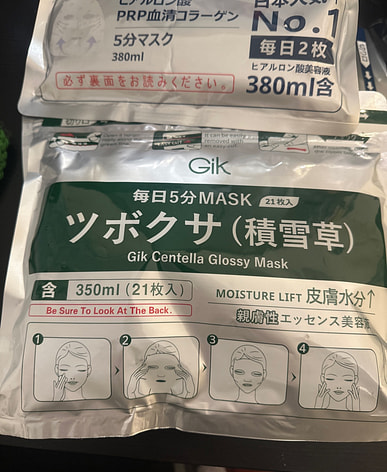 ヒアルロン酸
PRP血清コラーゲン
5分マスク
380ml
必ず裏面をお読みください。
No.1
毎日2枚
ヒアルロン酸美容液
380ml含
Gik
毎日5分MASK 21枚入
ツボクサ(積雪草)
Gik Centella Glossy Mask
含 350ml (21枚入)
Be Sure To Look At The Back.
MOISTURE LIFT 皮膚水分↑
親膚性エッセンス美容
1 2 3 4